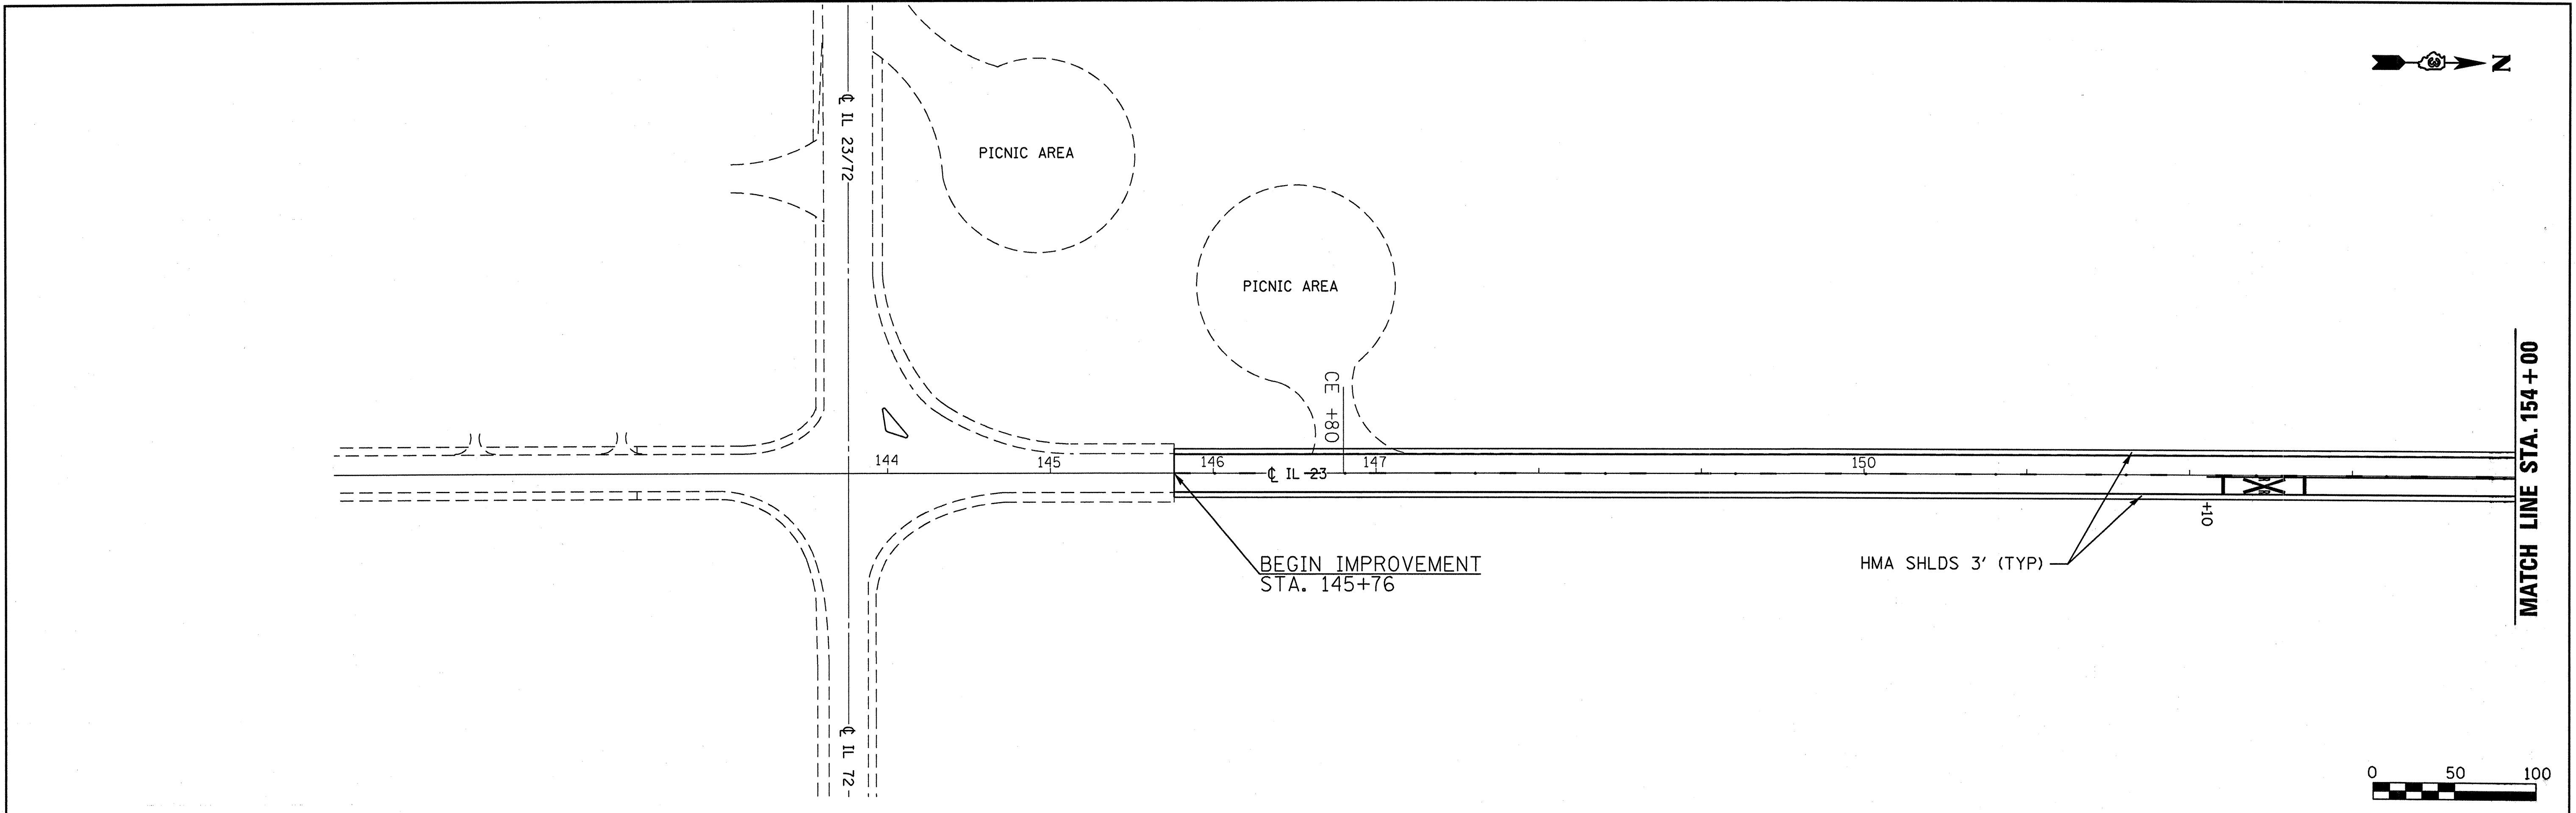 N
℄ IL 23/72
PICNIC AREA
PICNIC AREA
CE +80
144
145
146
147
150
℄ IL 23
+10
BEGIN IMPROVEMENT
STA. 145+76
HMA SHLDS 3' (TYP)
MATCH LINE STA. 154+00
℄ IL 72
0 50 100